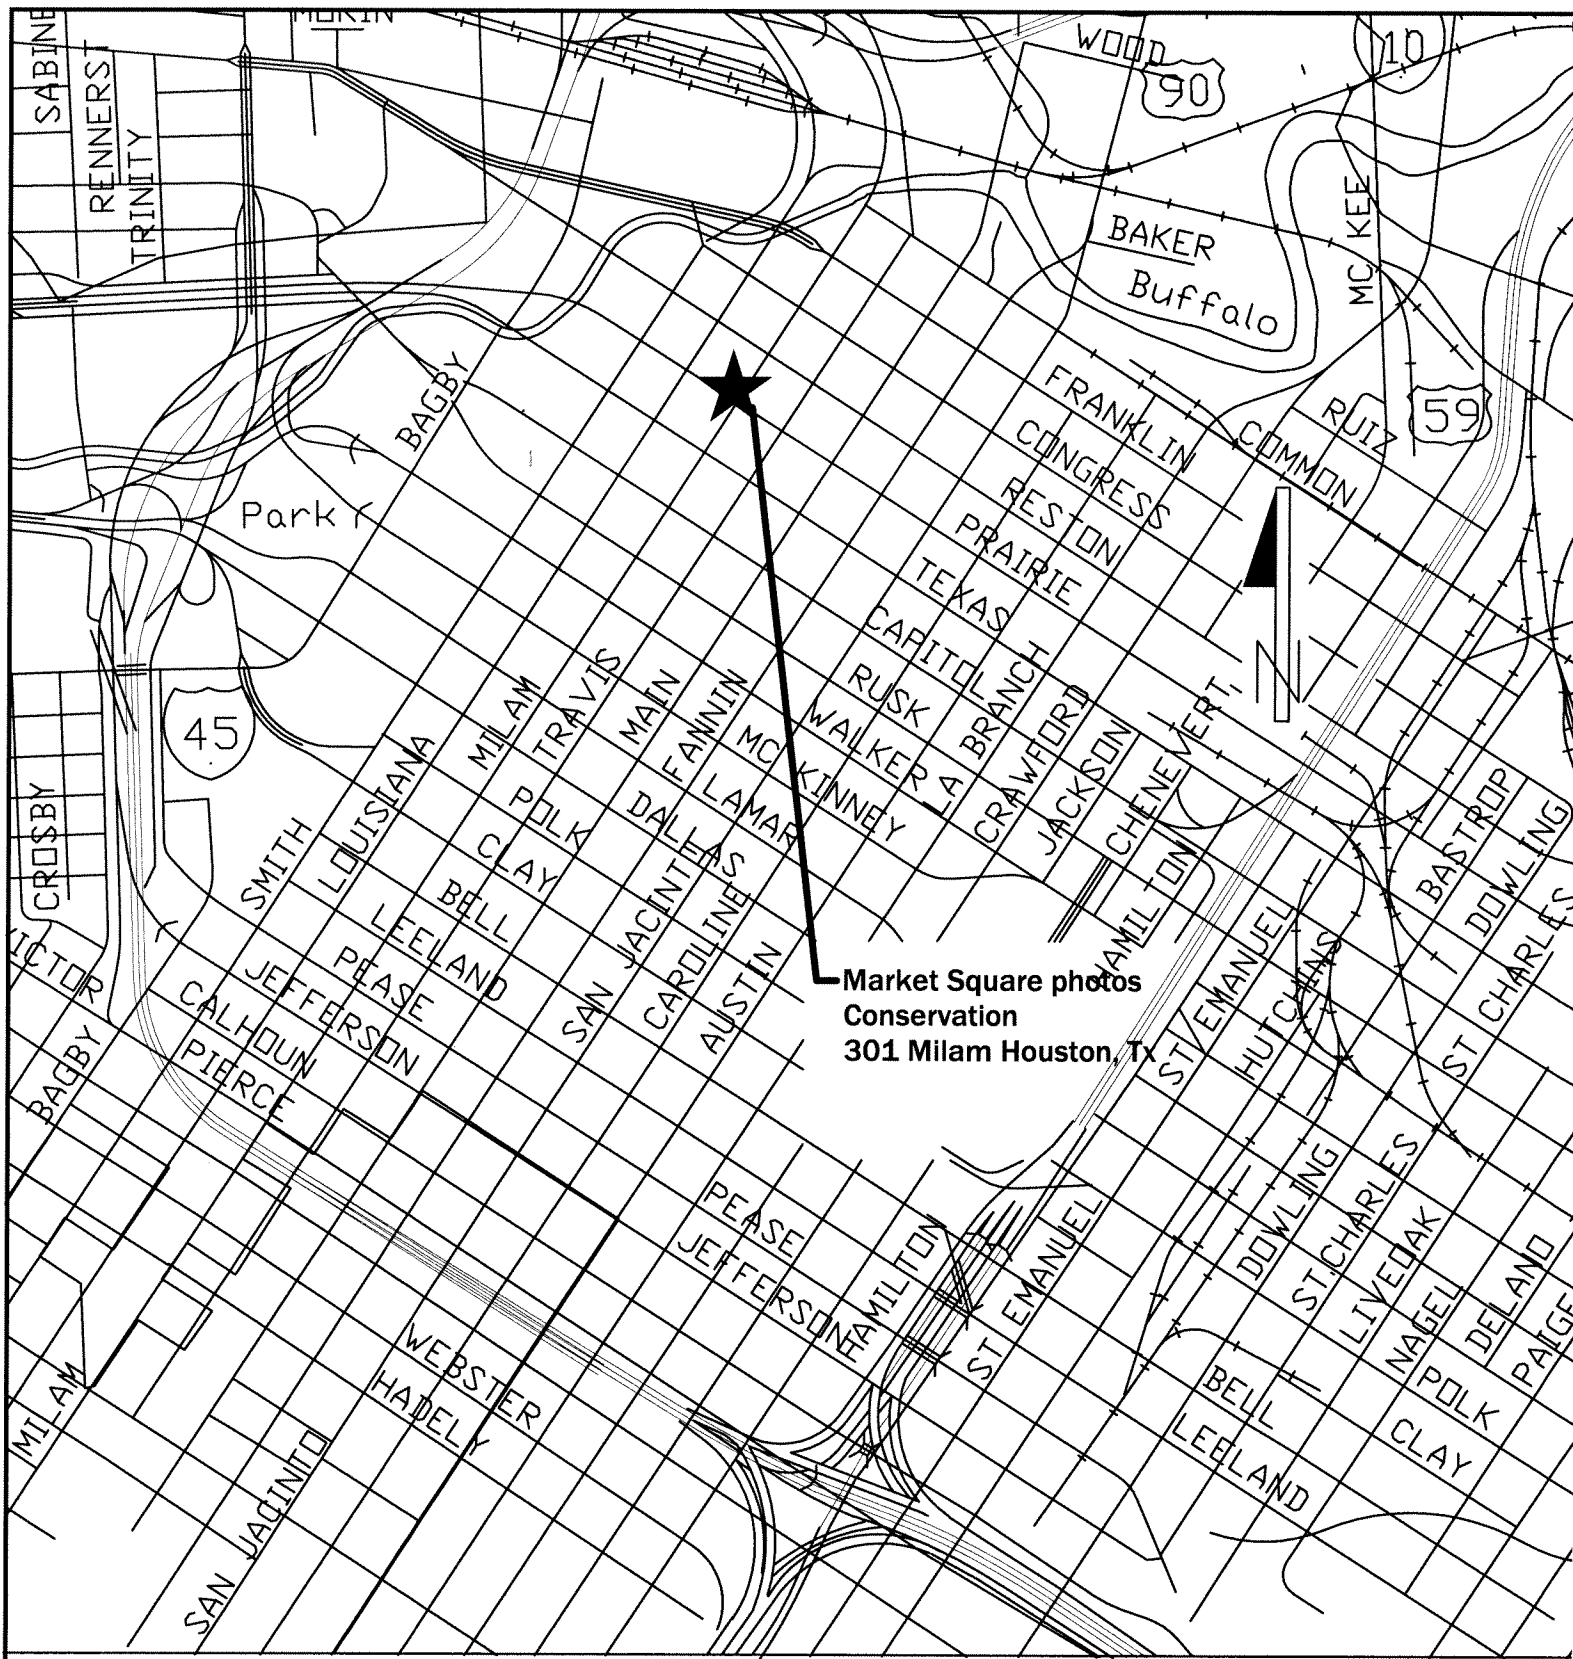 SABINE
MORIN
RENNERST
TRINITY
WOOD
90
10
MC KEE
BAKER
Buffalo
BAGBY
FRANKLIN
RUIZ
59
COMMON
CONGRESS
RESTON
PRAIRIE
TEXAS
CAPITOL
RUSK
WALKER
MC KINNEY
LAMAR
DALLAS
Park
N
45
CROSBY
SMITH
LOUISIANA
MILAM
TRAVIS
MAIN
FANNIN
LA BRANCH
CRAWFORD
JACKSON
CHENEVERT
HAMILTON
POLK
CLAY
BELL
LEELAND
PEASE
JEFFERSON
CALHOUN
PIERCE
SAN JACINTO
CAROLINE
AUSTIN
BASTROP
DOWLING
ST CHARLES
ST EMANUEL
HUTCHINS
ICTOR
BAGBY
Market Square photos
Conservation
301 Milam Houston, Tx
PEASE
JEFFERSON
HAMILTON
ST EMANUEL
DOWLING
ST.CHARLES
LIVEOAK
NAGEL
DELANO
PAIGE
POLK
CLAY
BELL
LEELAND
WEBSTER
HADELY
MILAM
SAN JACINTO